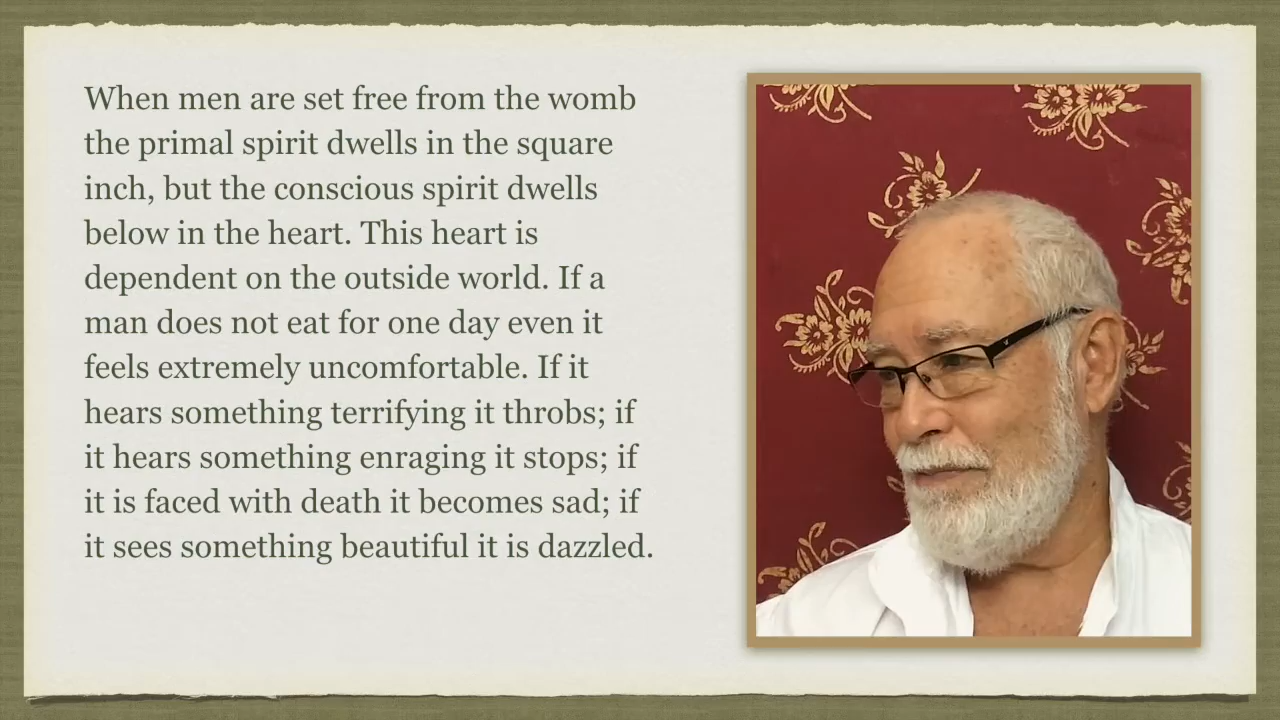 When men are set free from the womb
the primal spirit dwells in the square
inch, but the conscious spirit dwells
below in the heart. This heart is
dependent on the outside world. If a
man does not eat for one day even it
feels extremely uncomfortable. If it
hears something terrifying it throbs; if
it hears something enraging it stops; if
it is faced with death it becomes sad; if
it sees something beautiful it is dazzled.